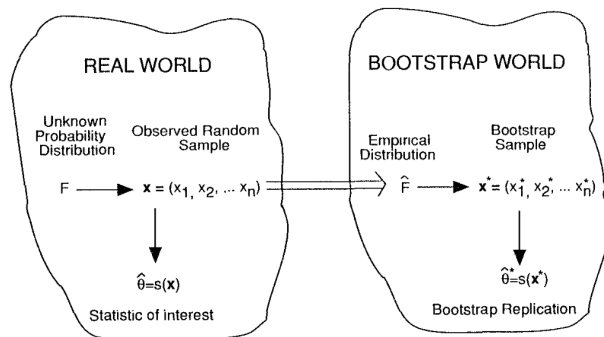 REAL WORLD
Unknown
Probability
Distribution
Observed Random
Sample
F
x = (x₁, x₂, ... xₙ)
θ̂=s(x)
Statistic of interest
BOOTSTRAP WORLD
Empirical
Distribution
Bootstrap
Sample
F̂
x* = (x₁*, x₂*, ... xₙ*)
θ̂*=s(x*)
Bootstrap Replication